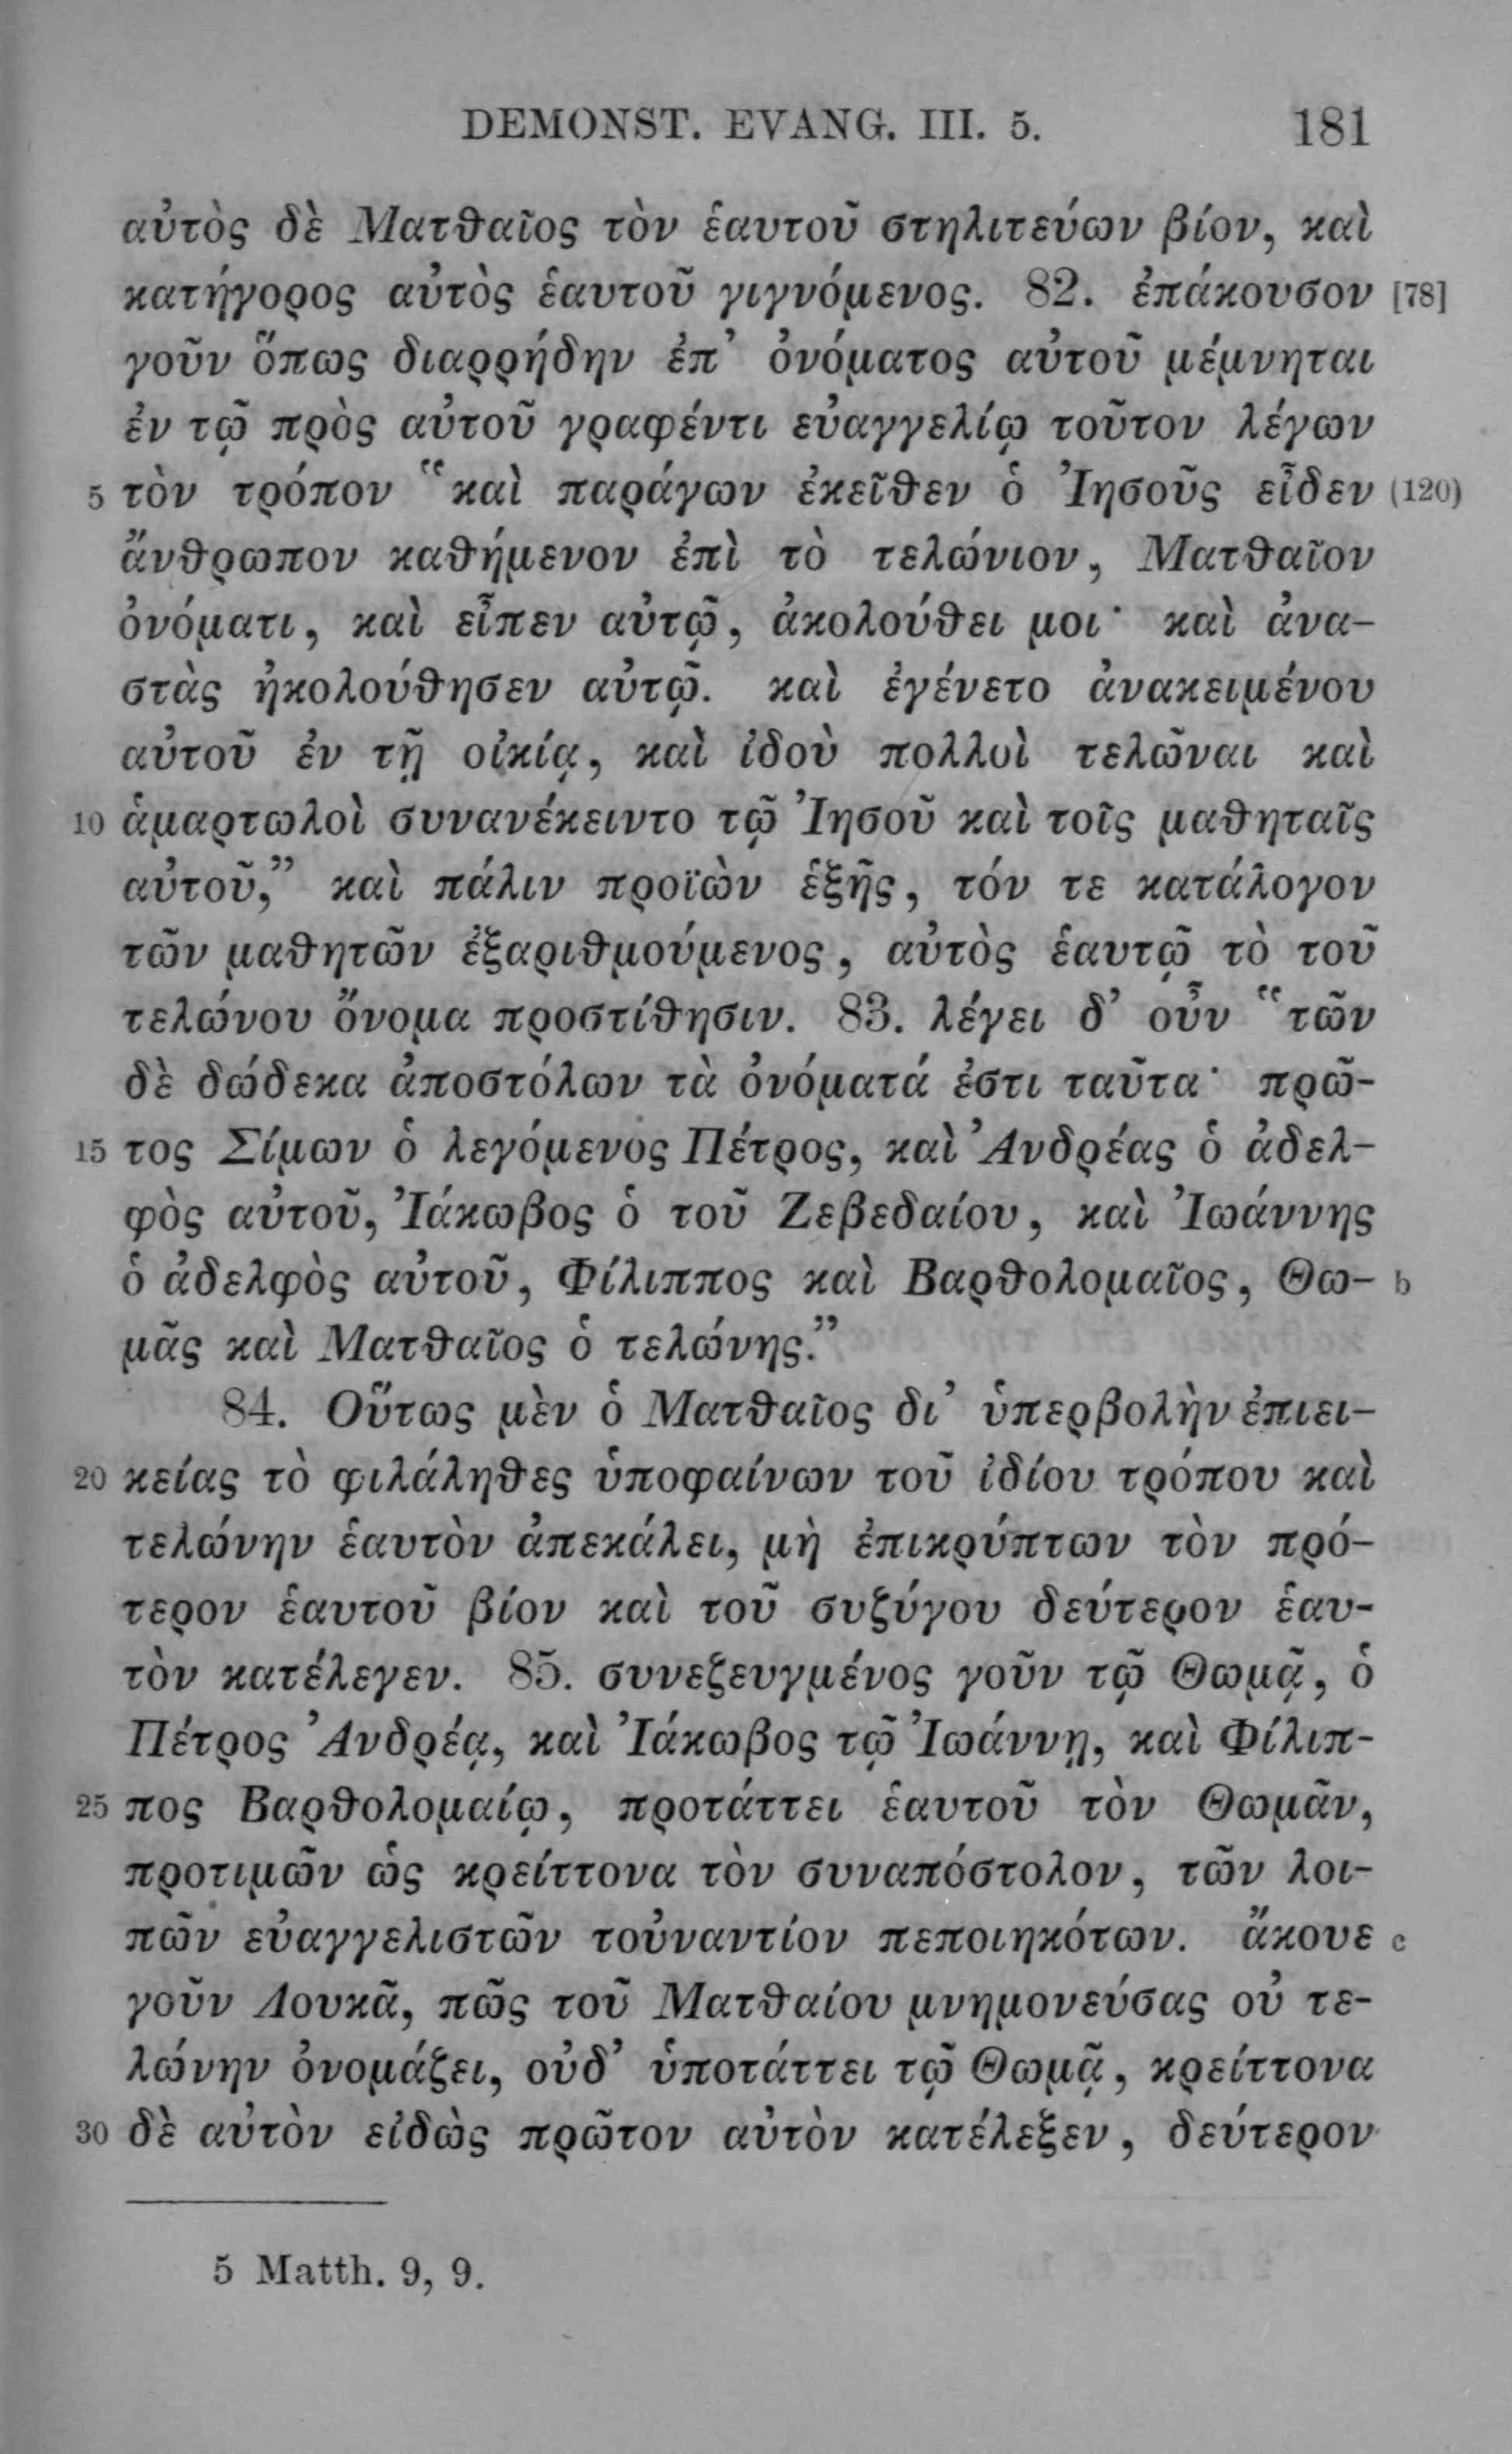 DEMONST. EVANG. III. 5. 181
αὐτὸς δὲ Ματθαῖος τὸν ἑαυτοῦ στηλιτεύων βίον, καὶ
κατήγορος αὐτὸς ἑαυτοῦ γιγνόμενος. 82. ἐπάκουσον [78]
γοῦν ὅπως διαρρήδην ἐπ’ ὀνόματος αὐτοῦ μέμνηται
ἐν τῷ πρὸς αὐτοῦ γραφέντι εὐαγγελίῳ τοῦτον λέγων
5 τὸν τρόπον “καὶ παράγων ἐκεῖθεν ὁ Ἰησοῦς εἶδεν (120)
ἄνθρωπον καθήμενον ἐπὶ τὸ τελώνιον, Ματθαῖον
ὀνόματι, καὶ εἶπεν αὐτῷ, ἀκολούθει μοι· καὶ ἀνα-
στὰς ἠκολούθησεν αὐτῷ. καὶ ἐγένετο ἀνακειμένου
αὐτοῦ ἐν τῇ οἰκίᾳ, καὶ ἰδοὺ πολλοὶ τελῶναι καὶ
10 ἁμαρτωλοὶ συνανέκειντο τῷ Ἰησοῦ καὶ τοῖς μαθηταῖς
αὐτοῦ,” καὶ πάλιν προϊὼν ἑξῆς, τόν τε κατάλογον
τῶν μαθητῶν ἐξαριθμούμενος, αὐτὸς ἑαυτῷ τὸ τοῦ
τελώνου ὄνομα προστίθησιν. 83. λέγει δ’ οὖν “τῶν b
δὲ δώδεκα ἀποστόλων τὰ ὀνόματά ἐστι ταῦτα· πρῶ-
15 τος Σίμων ὁ λεγόμενος Πέτρος, καὶ Ἀνδρέας ὁ ἀδελ-
φὸς αὐτοῦ, Ἰάκωβος ὁ τοῦ Ζεβεδαίου, καὶ Ἰωάννης
ὁ ἀδελφὸς αὐτοῦ, Φίλιππος καὶ Βαρθολομαῖος, Θω- b
μᾶς καὶ Ματθαῖος ὁ τελώνης.”
84. Οὕτως μὲν ὁ Ματθαῖος δι’ ὑπερβολὴν ἐπιει-
20 κείας τὸ φιλάληθες ὑποφαίνων τοῦ ἰδίου τρόπου καὶ
τελώνην ἑαυτὸν ἀπεκάλει, μὴ ἐπικρύπτων τὸν πρό-
τερον ἑαυτοῦ βίον καὶ τοῦ συζύγου δεύτερον ἑαυ-
τὸν κατέλεγεν. 85. συνεζευγμένος γοῦν τῷ Θωμᾷ, ὁ
Πέτρος Ἀνδρέᾳ, καὶ Ἰάκωβος τῷ Ἰωάννῃ, καὶ Φίλιπ-
25 πος Βαρθολομαίῳ, προτάττει ἑαυτοῦ τὸν Θωμᾶν,
προτιμῶν ὡς κρείττονα τὸν συναπόστολον, τῶν λοι-
πῶν εὐαγγελιστῶν τοὐναντίον πεποιηκότων. ἄκουε c
γοῦν Λουκᾶ, πῶς τοῦ Ματθαίου μνημονεύσας οὐ τε-
λώνην ὀνομάζει, οὐδ’ ὑποτάττει τῷ Θωμᾷ, κρείττονα
30 δὲ αὐτὸν εἰδὼς πρῶτον αὐτὸν κατέλεξεν, δεύτερον
5 Matth. 9, 9.